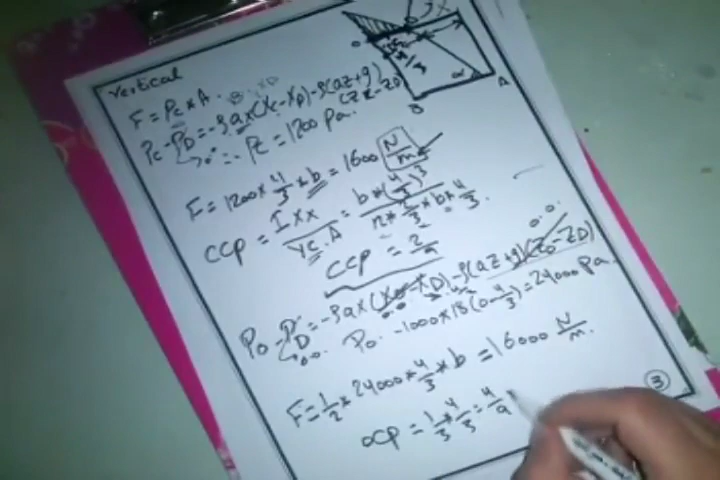 Vertical
F = Pc × A
Pc - PD = -ρax(Xc - XD) - ρ(az+g)(Zc - ZD)
∴ Pc = 1200 Pa.
F = 1200 × 4/3 × b = 1600 N/m
CCP = Ixx / YC.A = b*(4/3)^3 / 12* 2/3 *b* 4/3
CCP = 2/9
Po - PD = -ρax(Xo - XD) - ρ(az+g)(Zo - ZD)
Po = -1000×18(0 - 4/3) = 24000 Pa.
F = 1/2 * 24000 * 4/3 * b = 16000 N/m.
OCP = 1/3 * 4/3 = 4/9
3
A
B